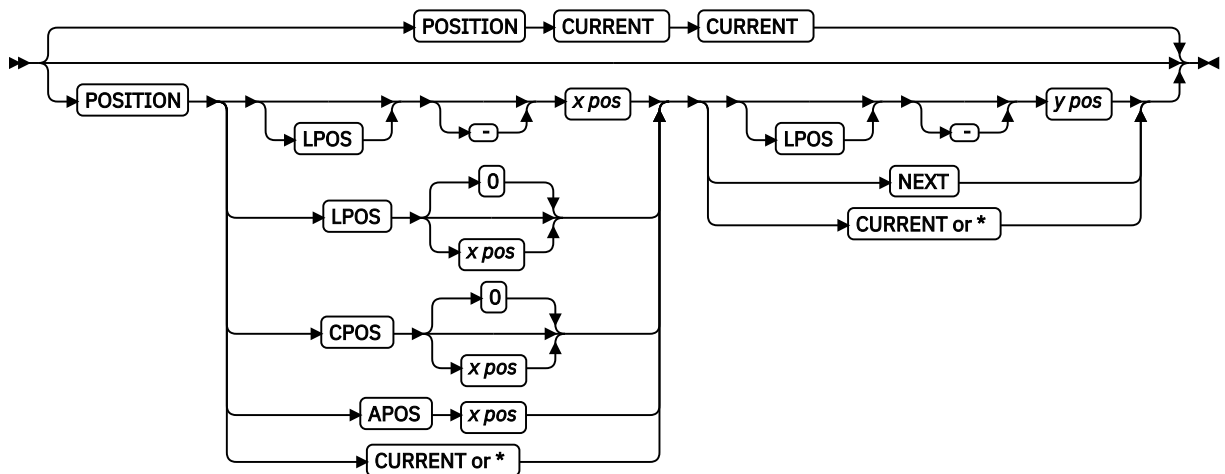 POSITION CURRENT CURRENT
POSITION x pos y pos
LPOS - LPOS -
0 NEXT
LPOS CURRENT or *
x pos
0
CPOS
x pos
APOS x pos
CURRENT or *